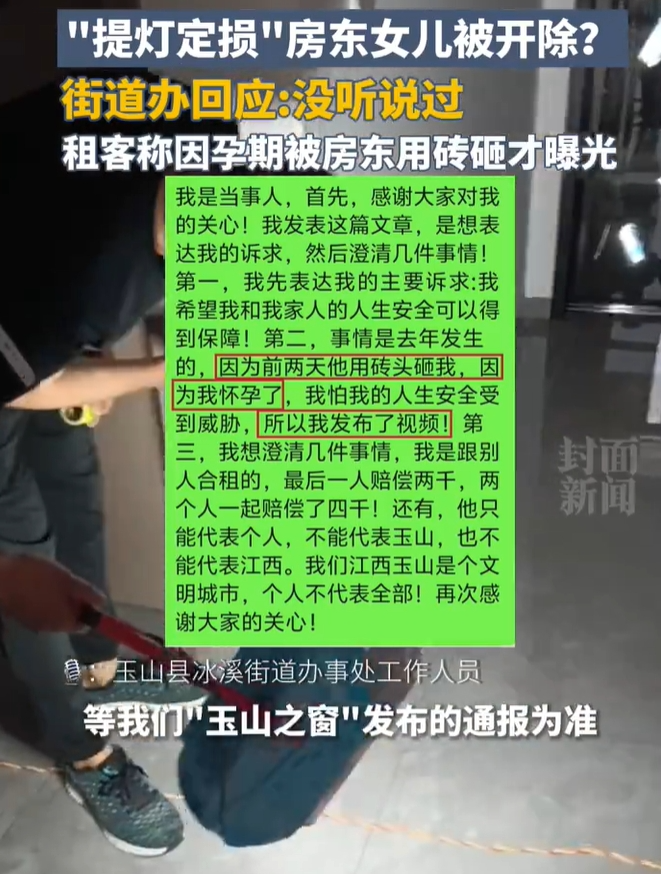 "提灯定损"房东女儿被开除？
街道办回应:没听说过
租客称因孕期被房东用砖砸才曝光
我是当事人，首先，感谢大家对我
的关心！我发表这篇文章，是想表
达我的诉求，然后澄清几件事情！
第一，我先表达我的主要诉求:我
希望我和我家人的人生安全可以得
到保障！第二，事情是去年发生
的，因为前两天他用砖头砸我，因
为我怀孕了，我怕我的人生安全受
到威胁，所以我发布了视频！第
三，我想澄清几件事情，我是跟别
人合租的，最后一人赔偿两千，两
个人一起赔偿了四千！还有，他只
能代表个人，不能代表玉山，也不
能代表江西。我们江西玉山是个文
明城市，个人不代表全部！再次感
谢大家的关心！
封面
新闻
：玉山县冰溪街道办事处工作人员
等我们"玉山之窗"发布的通报为准